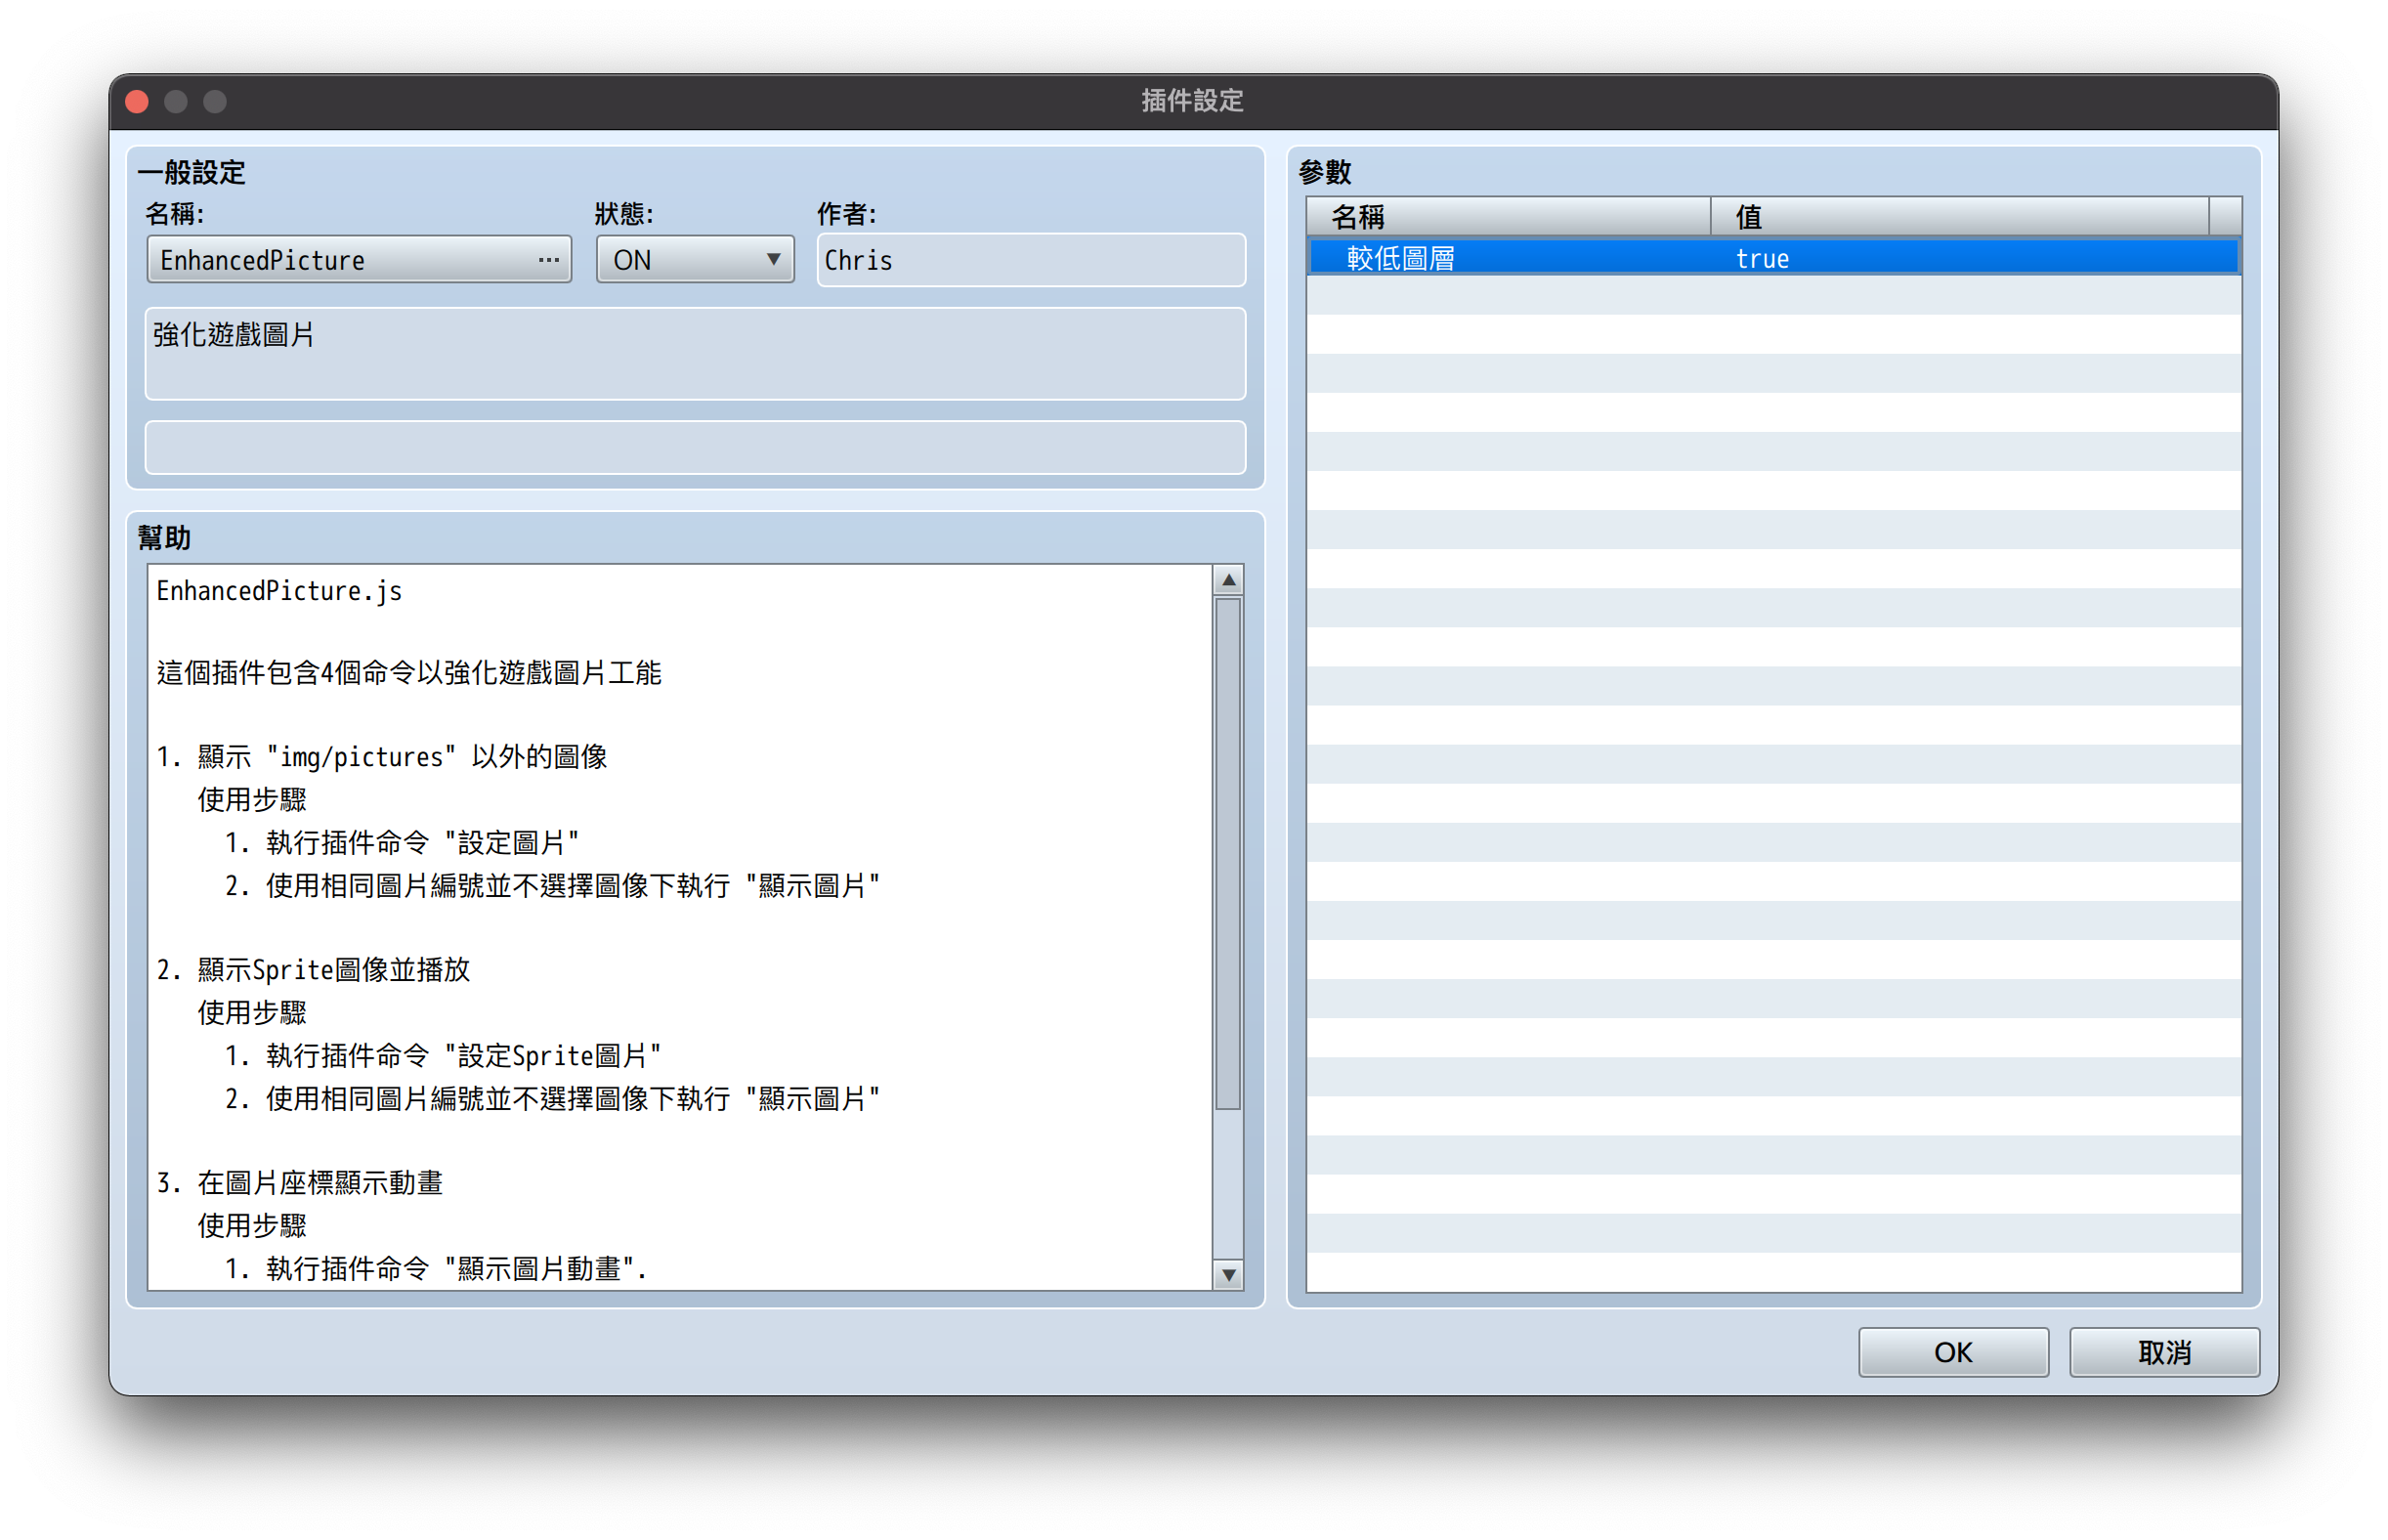 插件設定
一般設定
名稱:
狀態:
作者:
EnhancedPicture ...
ON
Chris
強化遊戲圖片
幫助
EnhancedPicture.js
這個插件包含4個命令以強化遊戲圖片工能
1. 顯示 "img/pictures" 以外的圖像
使用步驟
1. 執行插件命令 "設定圖片"
2. 使用相同圖片編號並不選擇圖像下執行 "顯示圖片"
2. 顯示Sprite圖像並播放
使用步驟
1. 執行插件命令 "設定Sprite圖片"
2. 使用相同圖片編號並不選擇圖像下執行 "顯示圖片"
3. 在圖片座標顯示動畫
使用步驟
1. 執行插件命令 "顯示圖片動畫".
參數
名稱 值
較低圖層 true
OK
取消